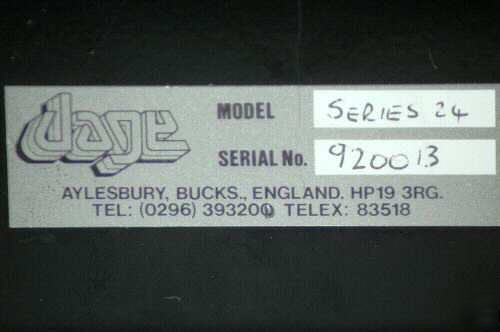 dage
MODEL SERIES 24
SERIAL No. 920013
AYLESBURY, BUCKS., ENGLAND. HP19 3RG.
TEL: (0296) 393200 TELEX: 83518